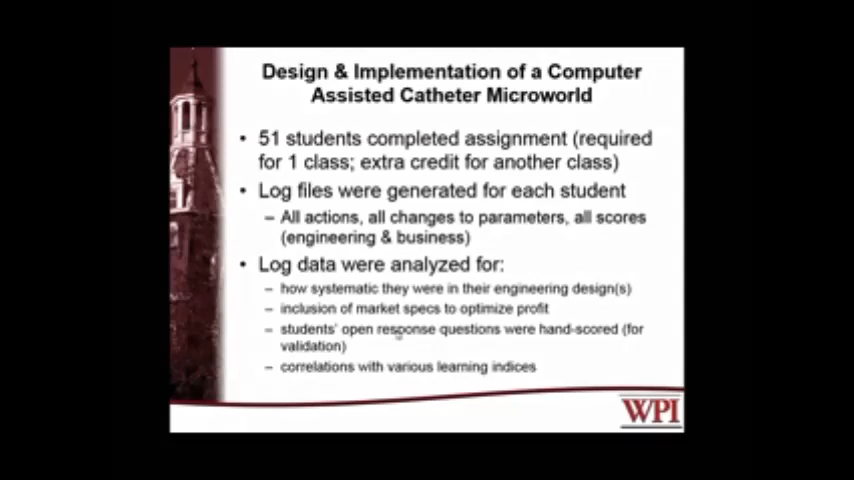 Design & Implementation of a Computer
Assisted Catheter Microworld
• 51 students completed assignment (required
for 1 class; extra credit for another class)
• Log files were generated for each student
– All actions, all changes to parameters, all scores
(engineering & business)
• Log data were analyzed for:
– how systematic they were in their engineering design(s)
– inclusion of market specs to optimize profit
– students' open response questions were hand-scored (for
validation)
– correlations with various learning indices
WPI